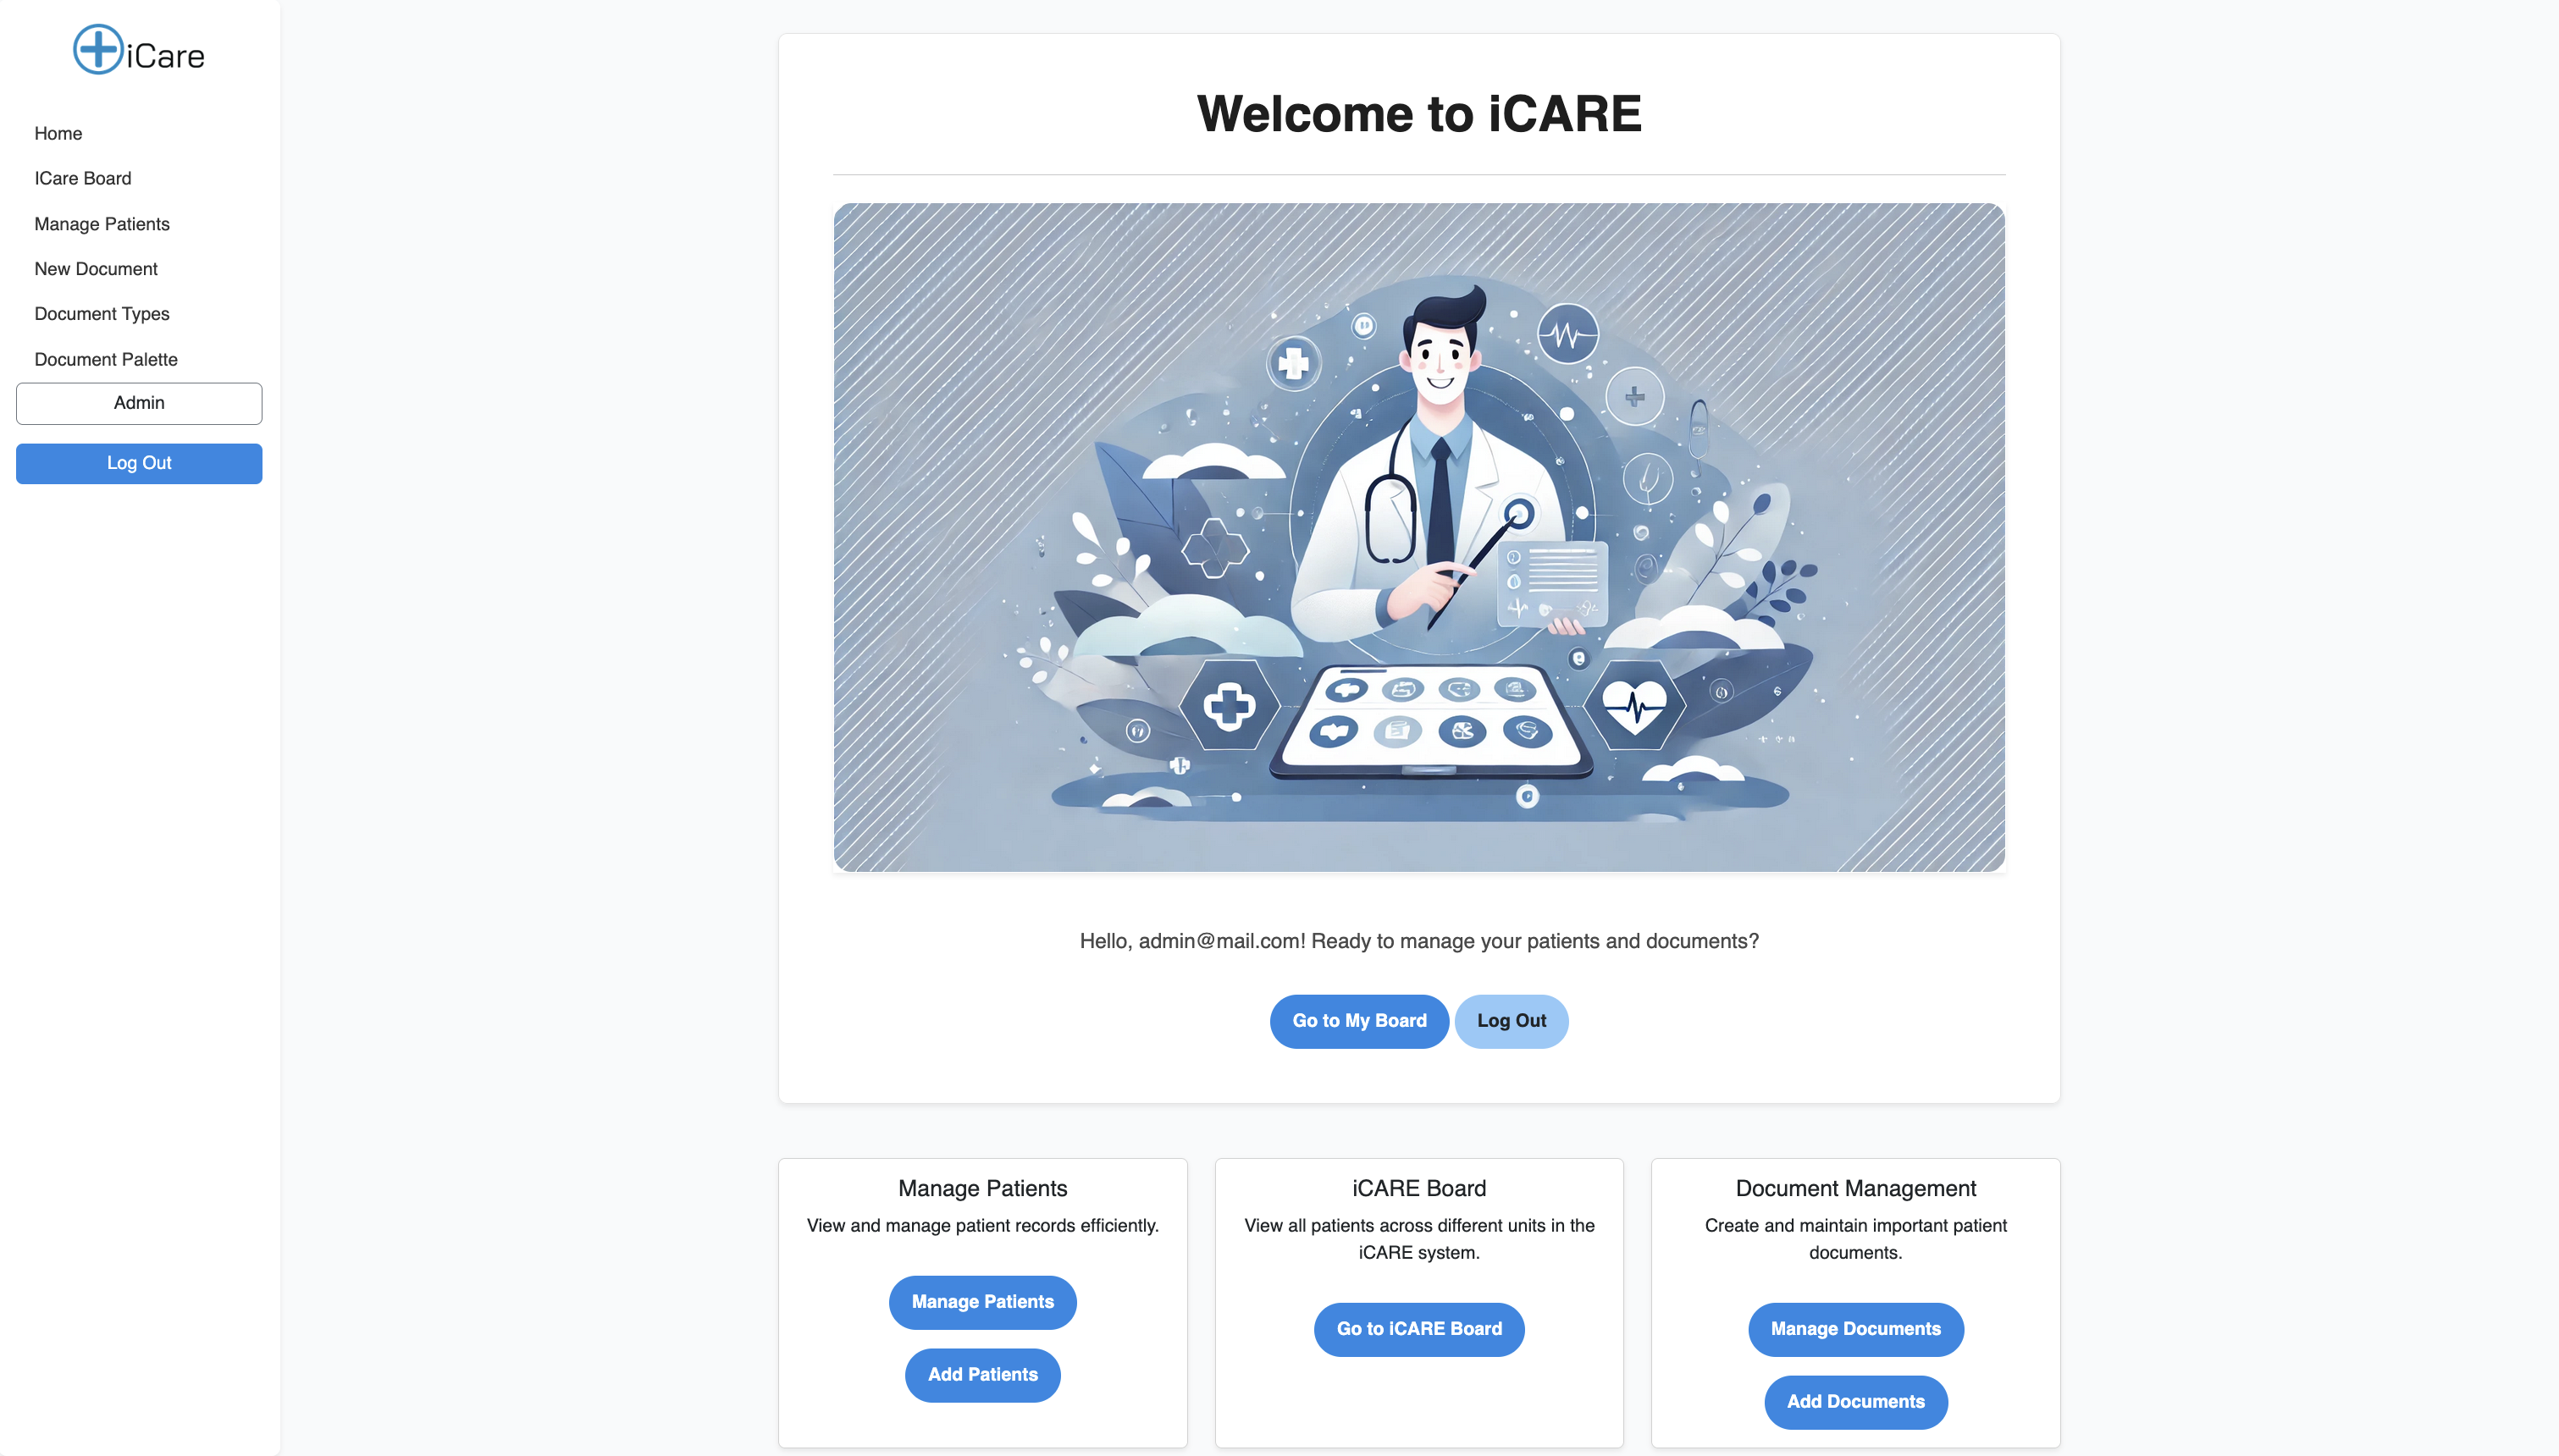 iCare
Home
ICare Board
Manage Patients
New Document
Document Types
Document Palette
Admin
Log Out
Welcome to iCARE
Hello, admin@mail.com! Ready to manage your patients and documents?
Go to My Board
Log Out
Manage Patients
View and manage patient records efficiently.
Manage Patients
Add Patients
iCARE Board
View all patients across different units in the
iCARE system.
Go to iCARE Board
Document Management
Create and maintain important patient
documents.
Manage Documents
Add Documents